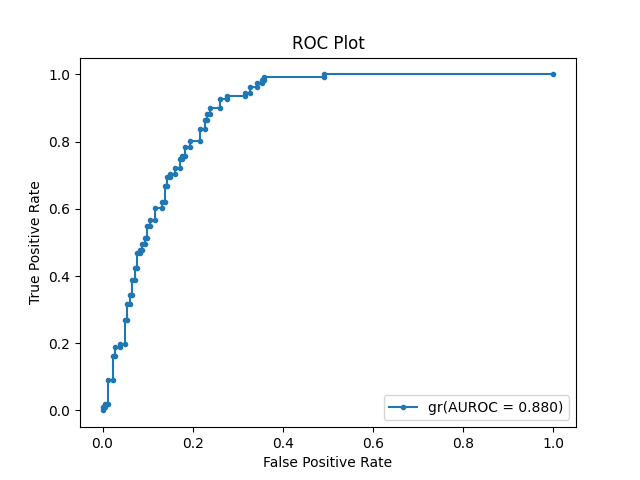 ROC Plot
True Positive Rate
1.0
0.8
0.6
0.4
0.2
0.0
gr(AUROC = 0.880)
0.0 0.2 0.4 0.6 0.8 1.0
False Positive Rate